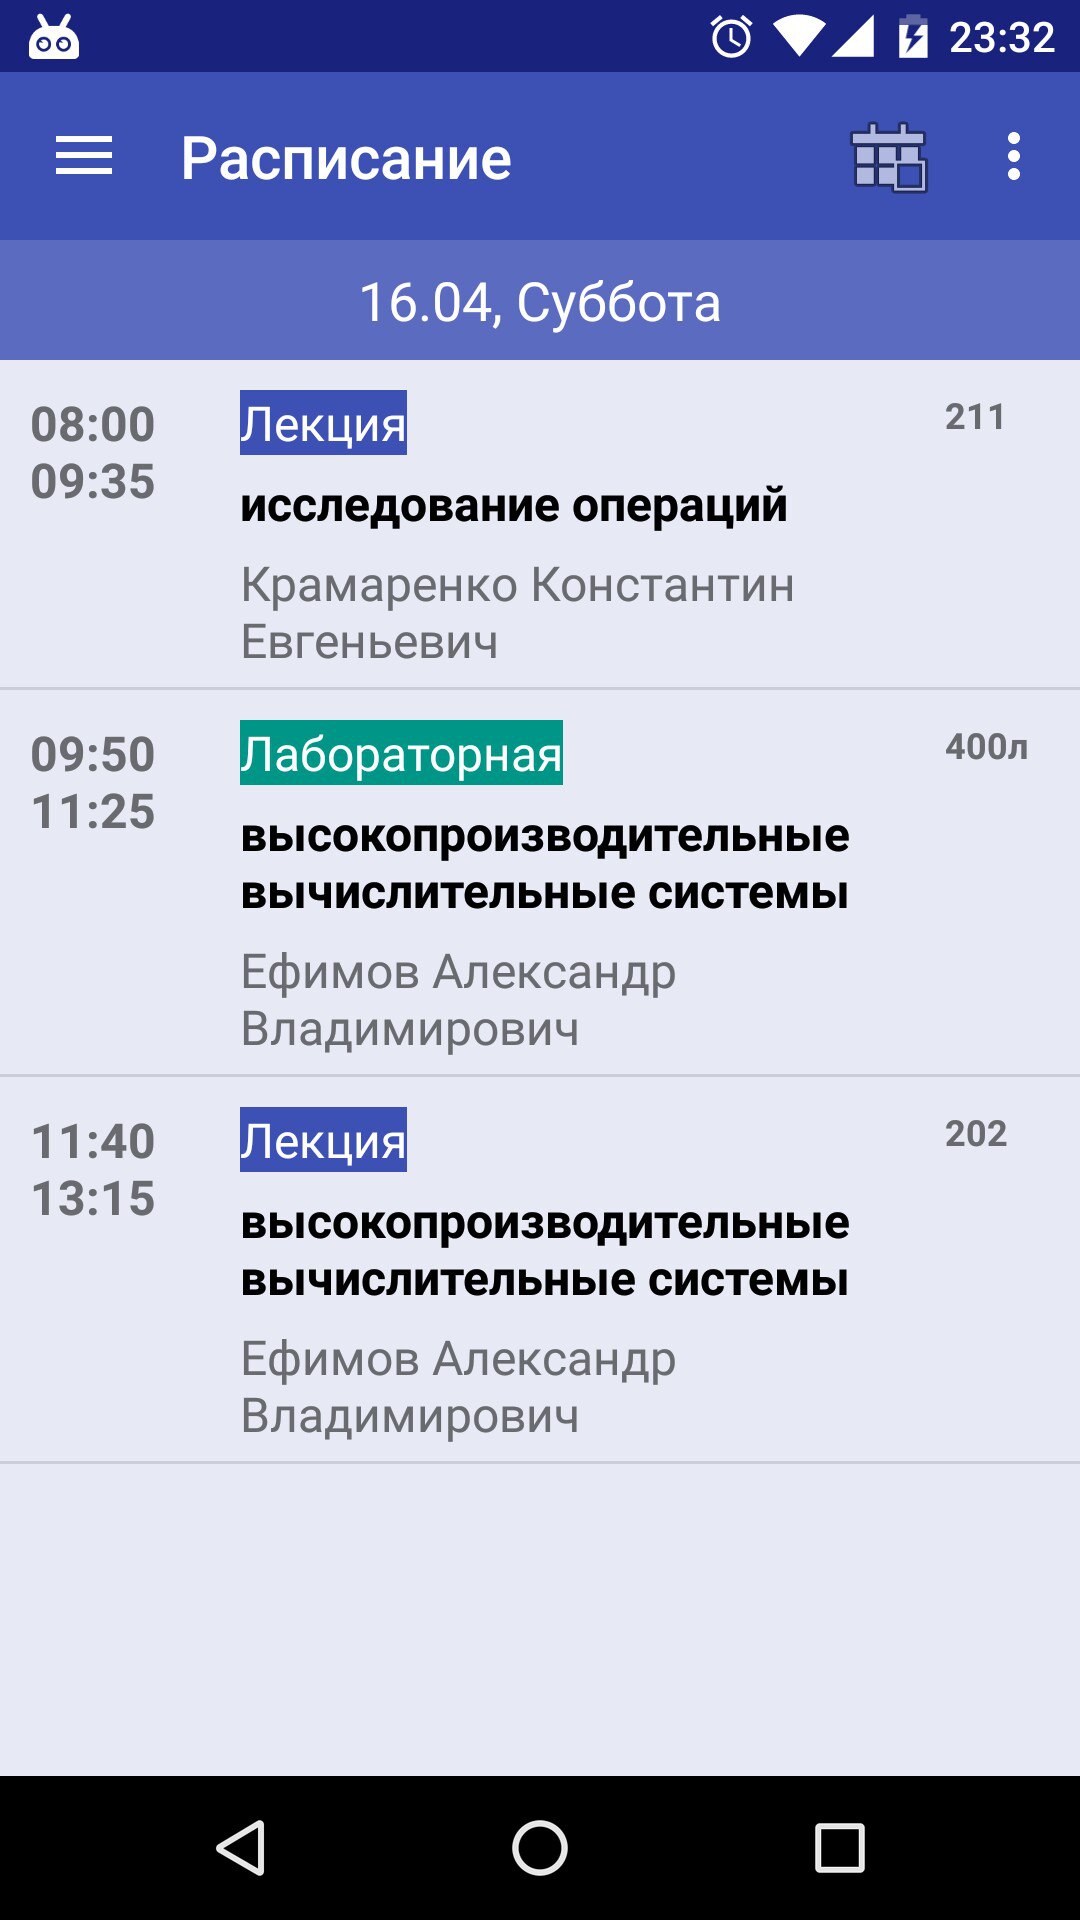 23:32
Расписание
16.04, Суббота
08:00
09:35
Лекция
211
исследование операций
Крамаренко Константин
Евгеньевич
09:50
11:25
Лабораторная
400л
высокопроизводительные
вычислительные системы
Ефимов Александр
Владимирович
11:40
13:15
Лекция
202
высокопроизводительные
вычислительные системы
Ефимов Александр
Владимирович